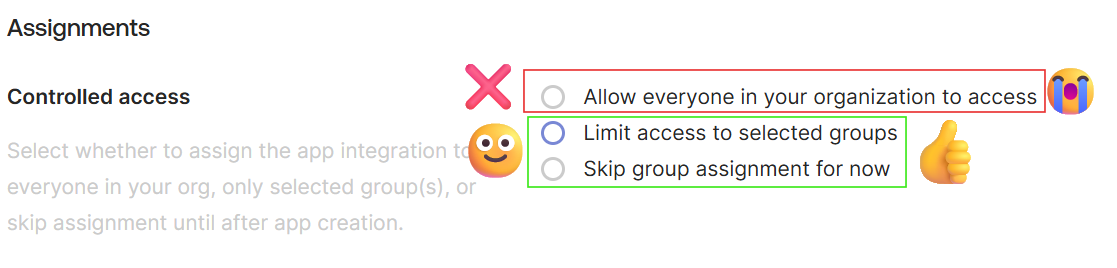 Assignments
Controlled access
Select whether to assign the app integration to
everyone in your org, only selected group(s), or
skip assignment until after app creation.
Allow everyone in your organization to access
Limit access to selected groups
Skip group assignment for now